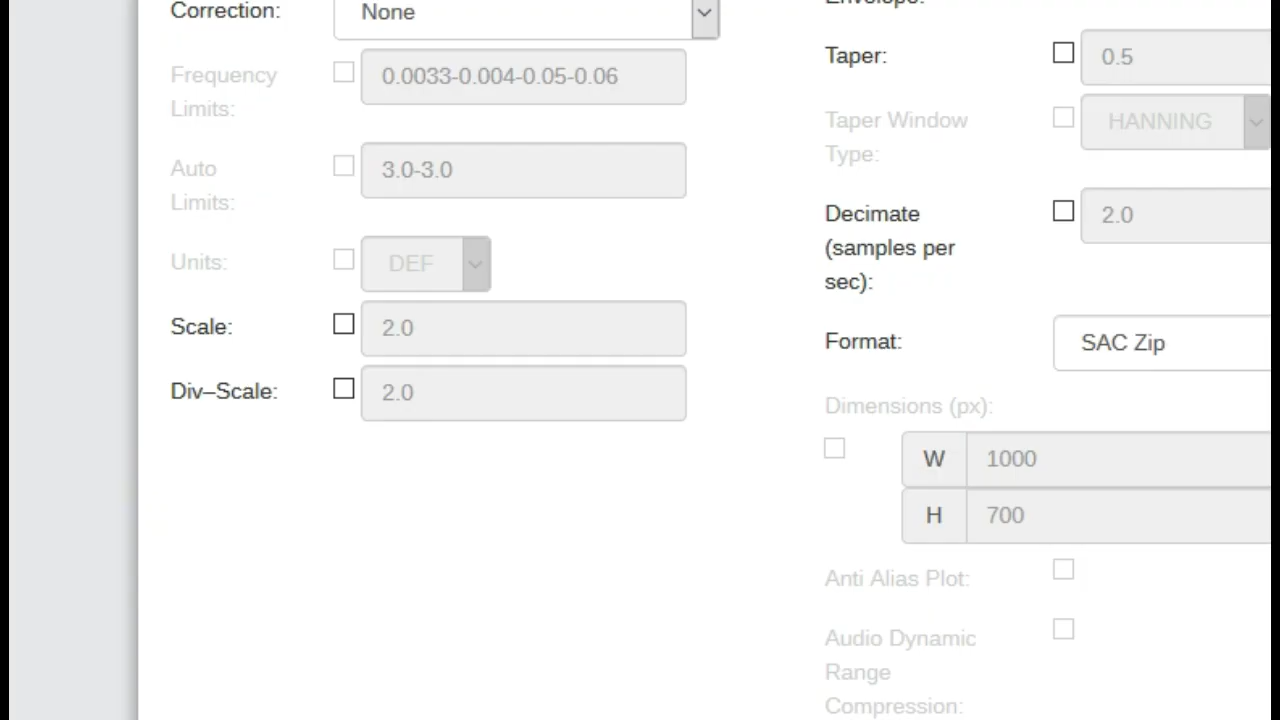 Correction:
None
Frequency
Limits:
0.0033-0.004-0.05-0.06
Auto
Limits:
3.0-3.0
Units:
DEF
Scale:
2.0
Div–Scale:
2.0
Envelope:
Taper:
0.5
Taper Window
Type:
HANNING
Decimate
(samples per
sec):
2.0
Format:
SAC Zip
Dimensions (px):
W
1000
H
700
Anti Alias Plot:
Audio Dynamic
Range
Compression: